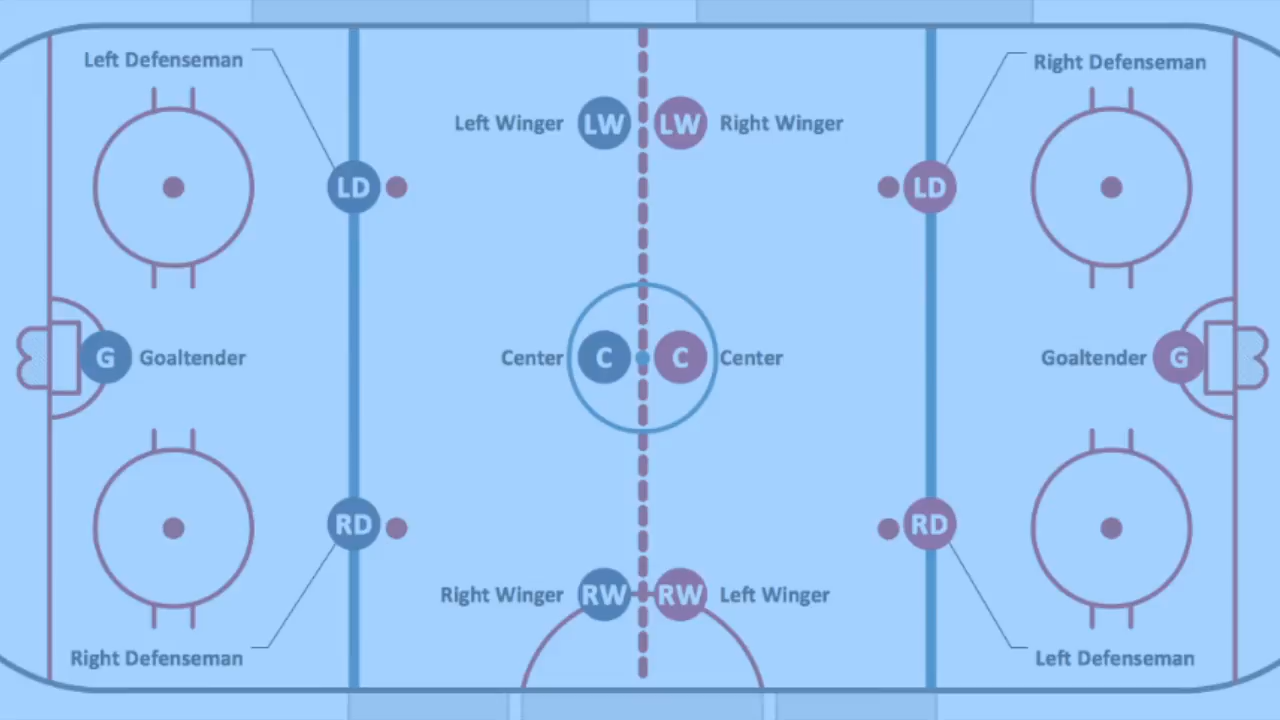 Left Defenseman
Right Defenseman
Left Winger LW LW Right Winger
LD LD
Center C C Center
G Goaltender
Goaltender G
RD RD
Right Winger RW RW Left Winger
Right Defenseman
Left Defenseman